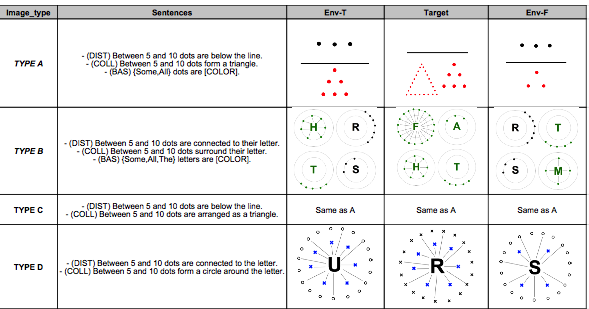 Image_type Sentences Env-T Target Env-F
TYPE A
- (DIST) Between 5 and 10 dots are below the line.
- (COLL) Between 5 and 10 dots form a triangle.
- (BAS) {Some,All} dots are [COLOR].
TYPE B
- (DIST) Between 5 and 10 dots are connected to their letter.
- (COLL) Between 5 and 10 dots surround their letter.
- (BAS) {Some,All,The} letters are [COLOR].
H R F A R T
T S H T S M
TYPE C
- (DIST) Between 5 and 10 dots are below the line.
- (COLL) Between 5 and 10 dots are arranged as a triangle.
Same as A Same as A Same as A
TYPE D
- (DIST) Between 5 and 10 dots are connected to the letter.
- (COLL) Between 5 and 10 dots form a circle around the letter.
U R S